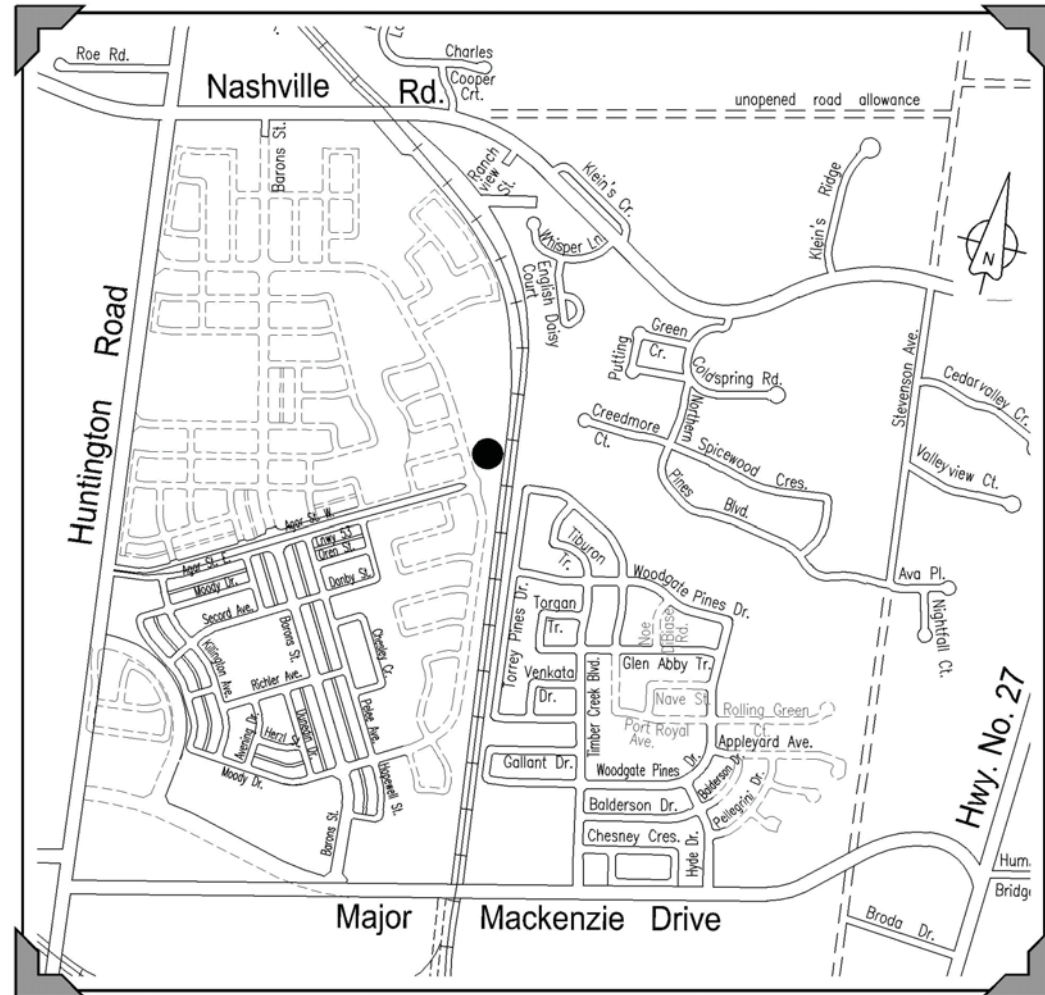 Roe Rd.
Charles
Cooper
Crt.
Nashville Rd.
unopened road allowance
Barons St.
Ranch
view
St.
Klein's Cr.
Klein's Ridge
Whisper Ln.
English Daisy
Court
N
Huntington Road
Green
Cr.
Putting
Coldspring Rd.
Stevenson Ave.
Cedarvalley Cr.
Creedmore
Ct.
Northern
Pines
Blvd.
Spicewood Cres.
Valleyview Ct.
Agar St. W.
Agar St. E.
Lnwy 53
Oren St.
Danby St.
Moody Dr.
Secord Ave.
Barons St.
Killington Ave.
Richler Ave.
Chesley Cr.
Pelee Ave.
Avening Dr.
Herzl St.
Dunedin Dr.
Moody Dr.
Hopewell St.
Barons St.
Tiburon
Tr.
Woodgate Pines Dr.
Ava Pl.
Nightfall Ct.
Torrey Pines Dr.
Torgan
Tr.
Noe
DiBiase
Rd.
Glen Abby Tr.
Venkata
Dr.
Timber Creek Blvd.
Nave St.
Rolling Green
Ct.
Port Royal
Ave.
Appleyard Ave.
Gallant Dr.
Woodgate Pines Dr.
Balderson Dr.
Pellegrini Dr.
Balderson Dr.
Chesney Cres.
Hyde Dr.
Hwy. No. 27
Hum.
Bridge
Major Mackenzie Drive
Broda Dr.